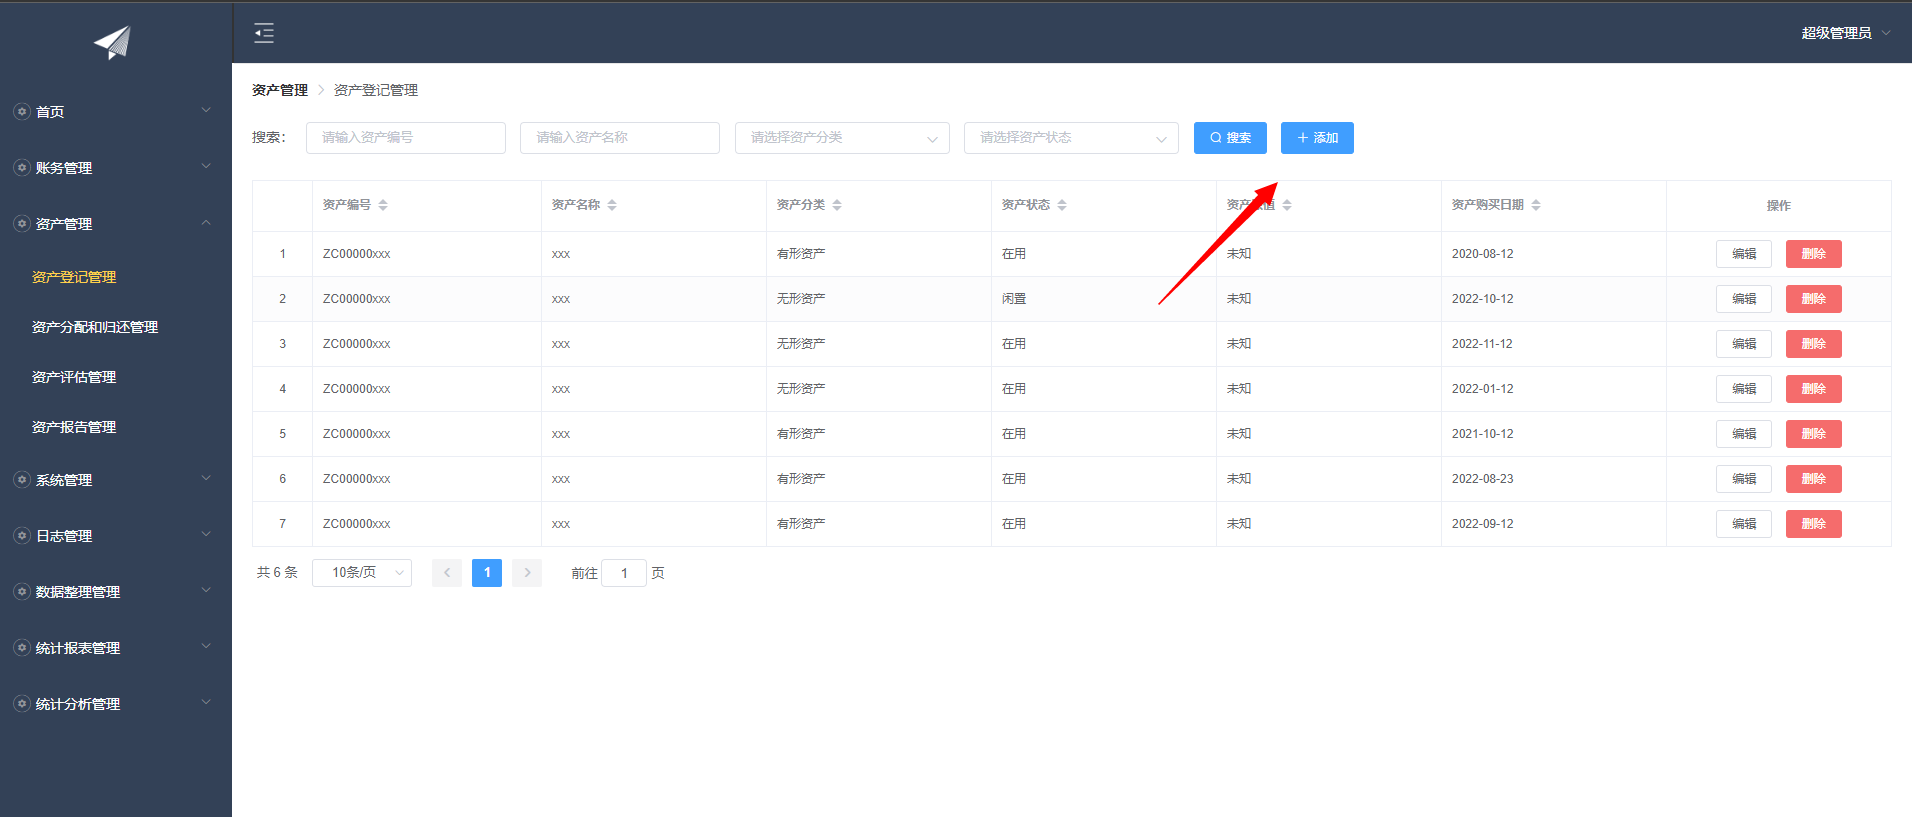 超级管理员
首页
账务管理
资产管理
资产登记管理
资产分配和归还管理
资产评估管理
资产报告管理
系统管理
日志管理
数据整理管理
统计报表管理
统计分析管理
资产管理 > 资产登记管理
搜索: 请输入资产编号 请输入资产名称 请选择资产分类 请选择资产状态 搜索 添加
资产编号 资产名称 资产分类 资产状态 资产 值 资产购买日期 操作
1 ZC00000xxx xxx 有形资产 在用 未知 2020-08-12 编辑 删除
2 ZC00000xxx xxx 无形资产 闲置 未知 2022-10-12 编辑 删除
3 ZC00000xxx xxx 无形资产 在用 未知 2022-11-12 编辑 删除
4 ZC00000xxx xxx 无形资产 在用 未知 2022-01-12 编辑 删除
5 ZC00000xxx xxx 有形资产 在用 未知 2021-10-12 编辑 删除
6 ZC00000xxx xxx 有形资产 在用 未知 2022-08-23 编辑 删除
7 ZC00000xxx xxx 有形资产 在用 未知 2022-09-12 编辑 删除
共 6 条 10条/页 < 1 > 前往 1 页